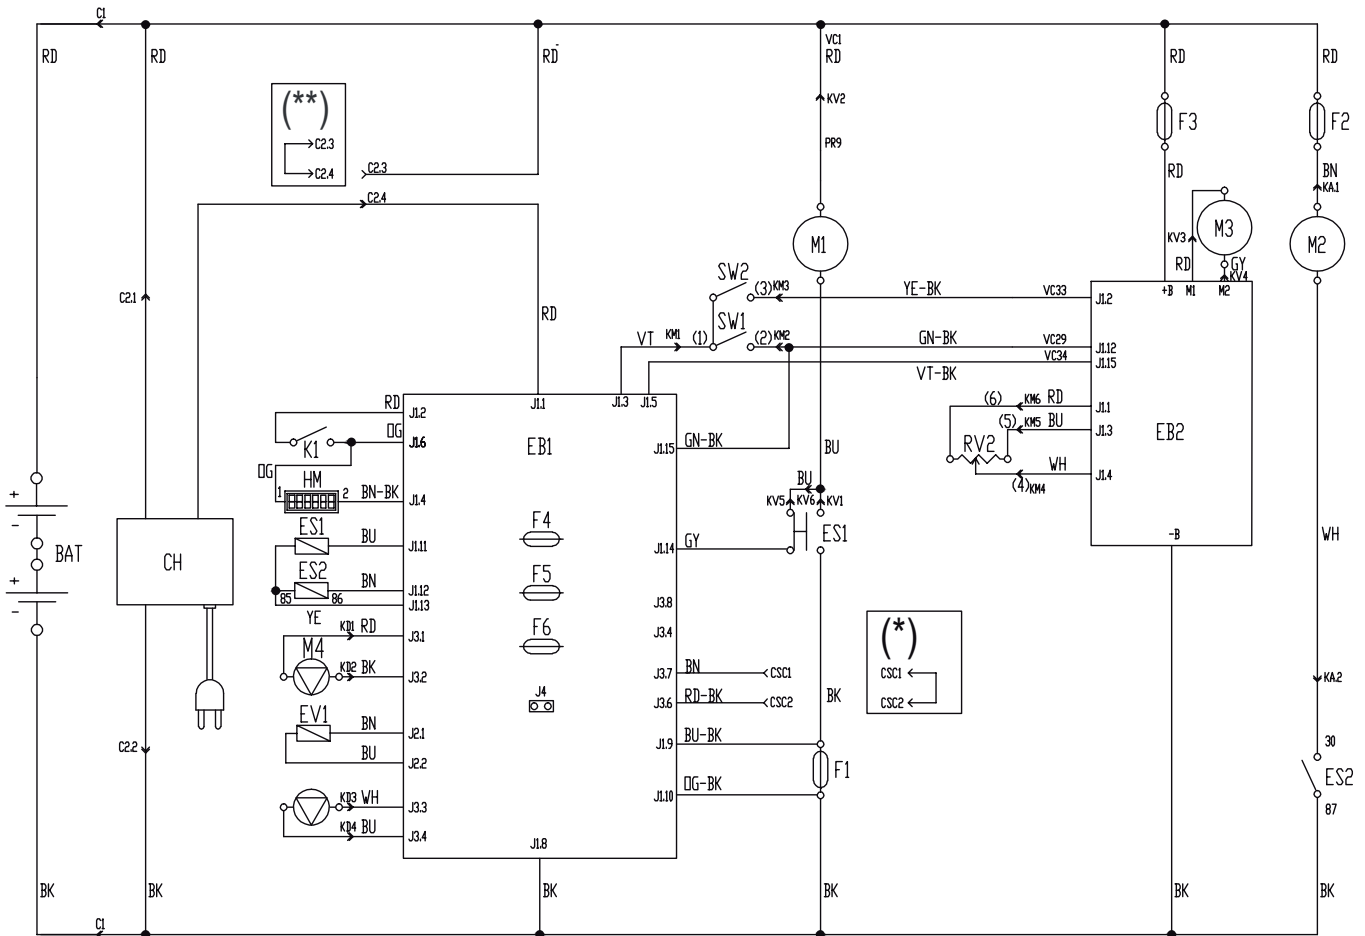 C1
RD RD RD VC1 RD RD RD
(**)
C2.3
C2.4
C2.3
C2.4
KV2
PR9
F3 F2
RD BN
KA.1
M1 M3 M2
KV3
RD GY
KV4
+B M1 M2
C2.1
RD
SW2
(3) KM3 YE-BK VC33 J1.2
SW1
VT KM1 (1) (2) KM2 GN-BK VC29 J1.12
VC34 J1.15
VT-BK
J1.1 J1.3 J1.5
RD J1.2
OG J1.6
K1
EB1
J1.15 GN-BK
BU
(6) KM6 RD J1.1
(5) KM5 BU J1.3
RV2
EB2
WH J1.4
(4) KM4
OG
HM
1 2 BN-BK J1.4
BU
KV5 KV6 KV1
ES1
+
-
BAT
+
-
CH
ES1
BU J1.11
F4
J1.14 GY
-B
WH
ES2
BN J1.12
85 86 J1.13
YE
F5
J3.8
F6
J3.4
KD1 RD J3.1
M4
KD2 BK J3.2
J3.7 BN CSC1
J3.6 RD-BK CSC2
BK
(*)
CSC1
CSC2
KA.2
J4
EV1
BN J2.1
BU J2.2
J1.9 BU-BK
F1
J1.10 OG-BK
30
ES2
87
C2.2
KD3 WH J3.3
KD4 BU J3.4
J1.8
BK BK BK BK BK BK
C1